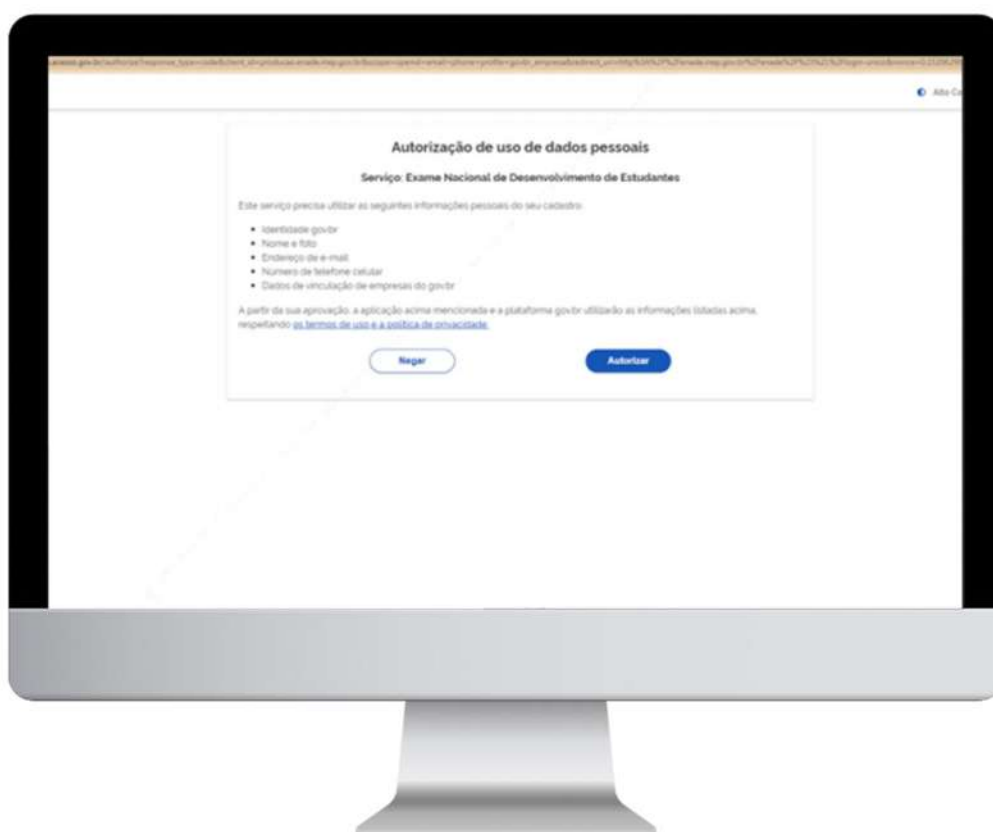 Alto Co
Autorização de uso de dados pessoais
Serviço: Exame Nacional de Desenvolvimento de Estudantes
Este serviço precisa utilizar as seguintes informações pessoais do seu cadastro:
Identidade gov.br
Nome e foto
Endereço de e-mail
Número de telefone celular
Dados de vinculação de empresas do gov.br
A partir da sua aprovação, a aplicação acima mencionada e a plataforma gov.br utilizarão as informações listadas acima,
respeitando os termos de uso e a política de privacidade.
Negar Autorizar